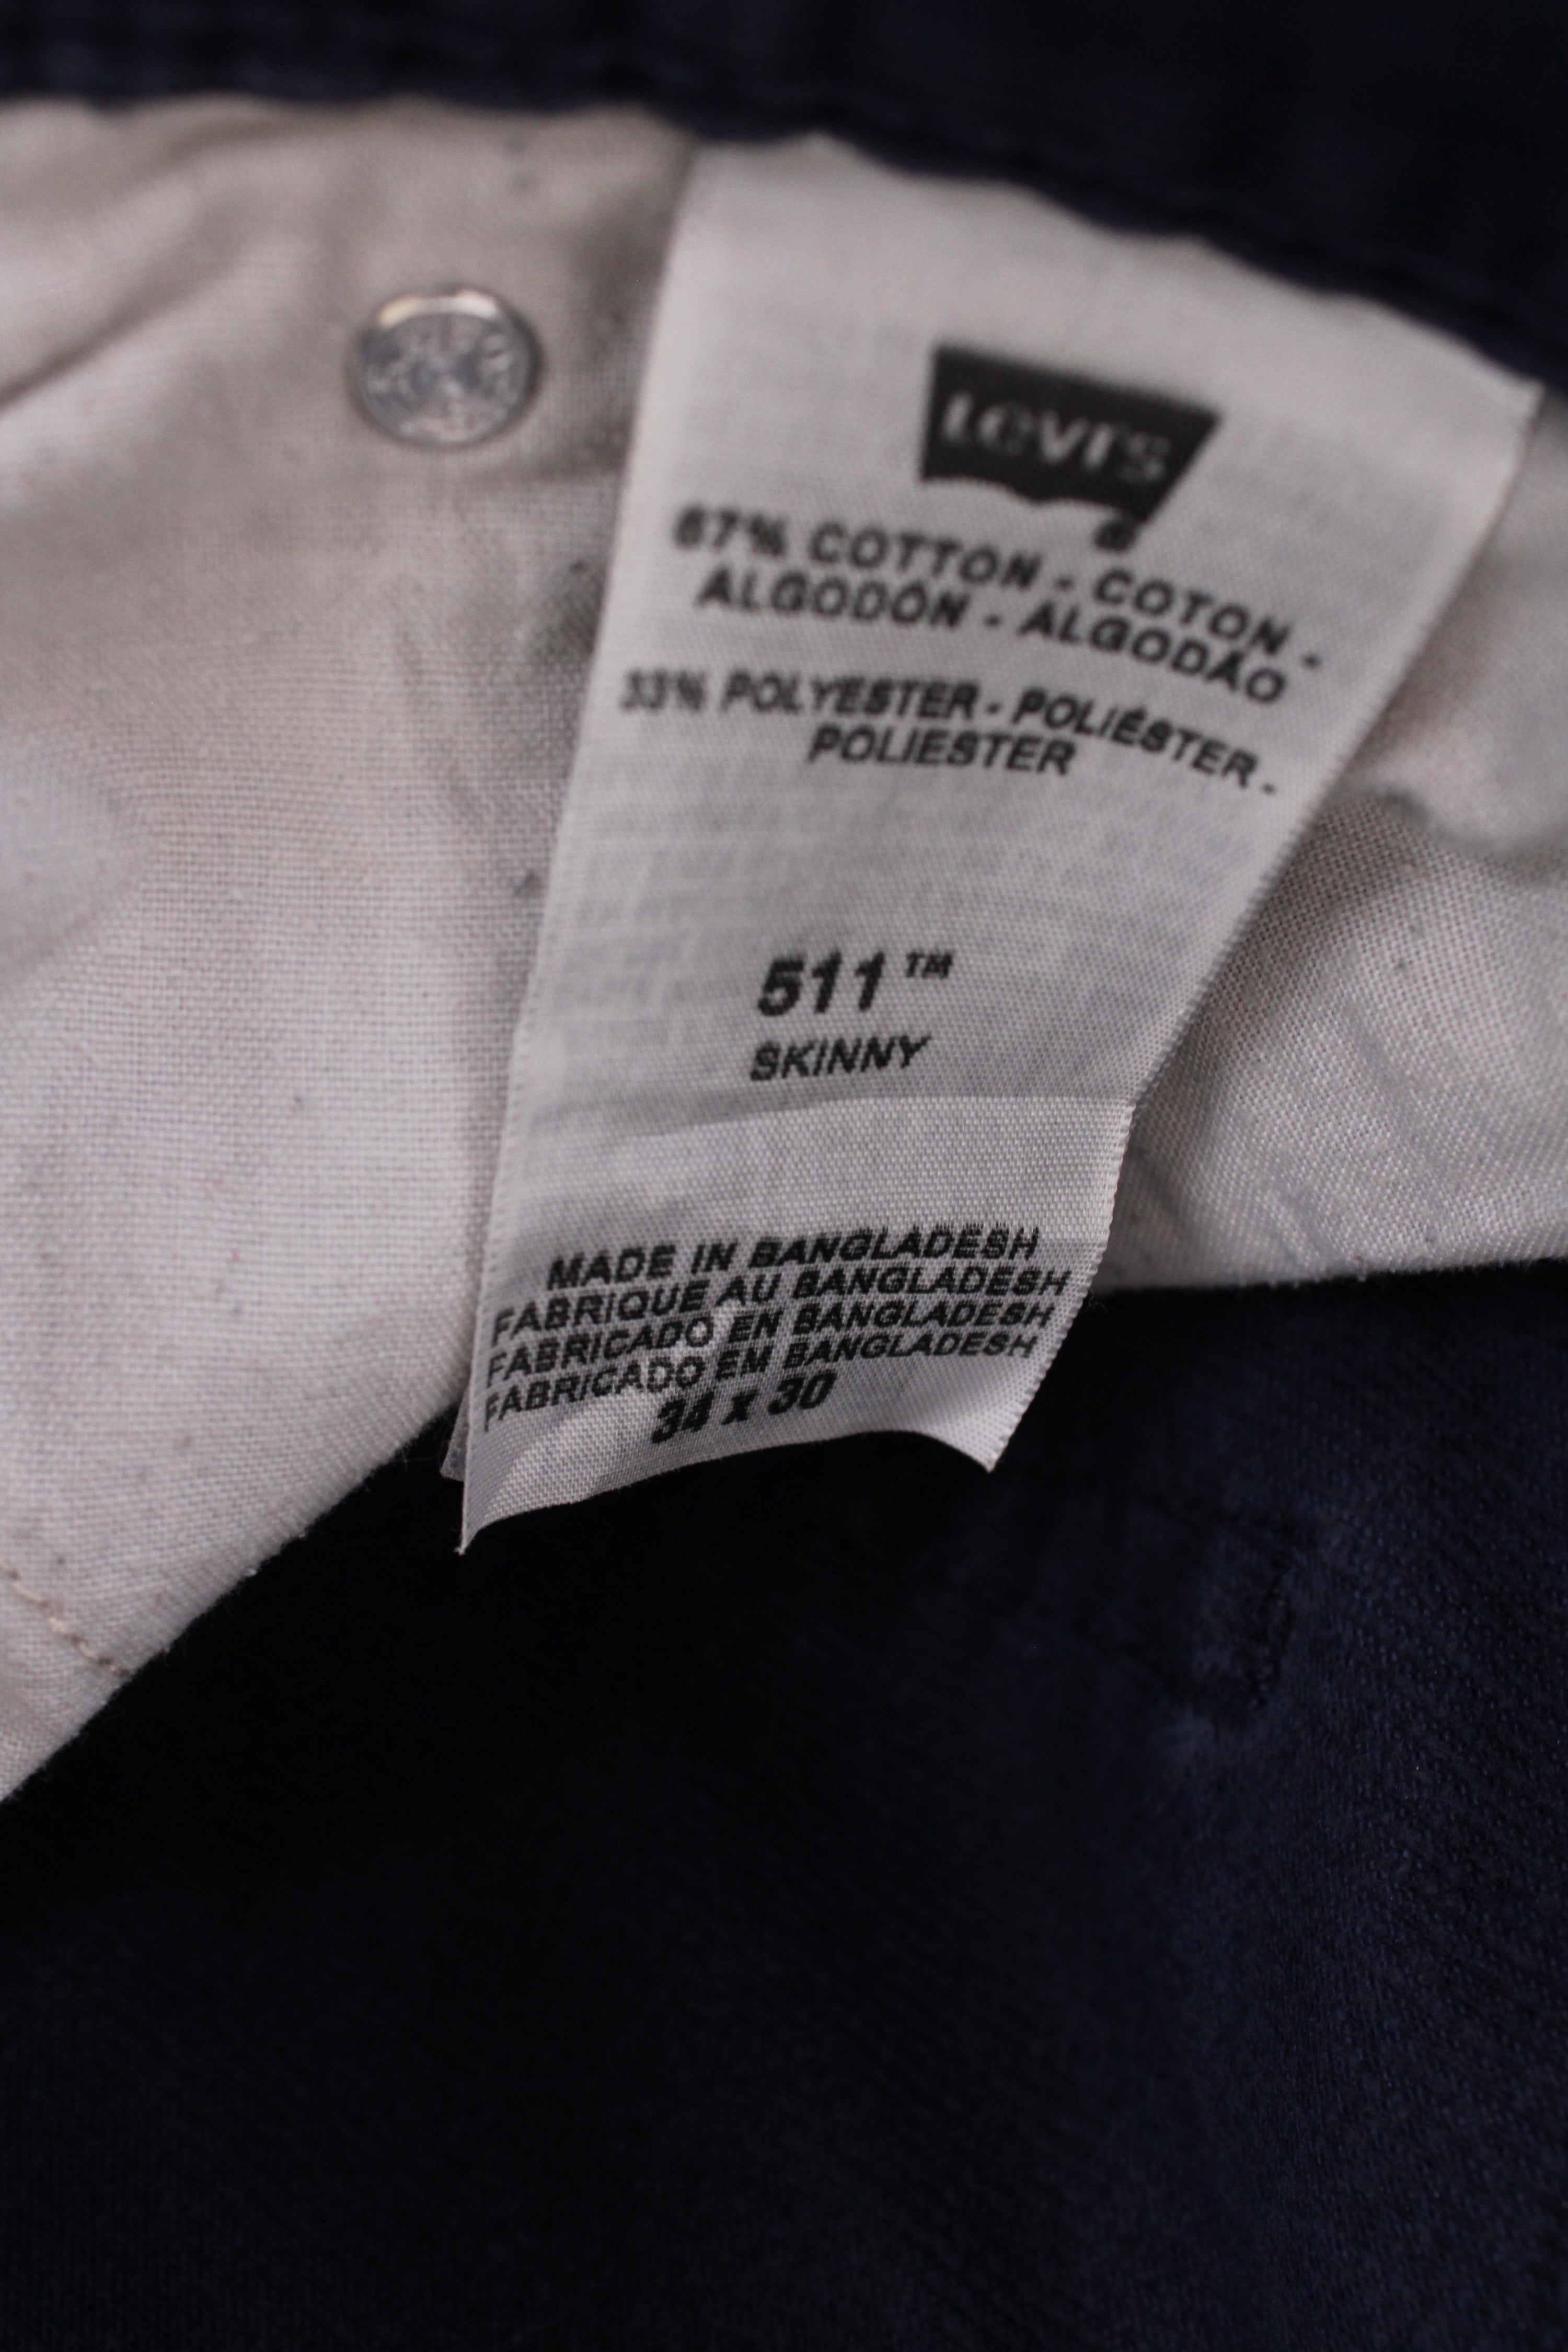 Levi's
®
67% COTTON - COTON -
ALGODÓN - ALGODÃO
33% POLYESTER - POLIÉSTER -
POLIESTER
511™
SKINNY
MADE IN BANGLADESH
FABRIQUE AU BANGLADESH
FABRICADO EN BANGLADESH
FABRICADO EM BANGLADESH
34 x 30